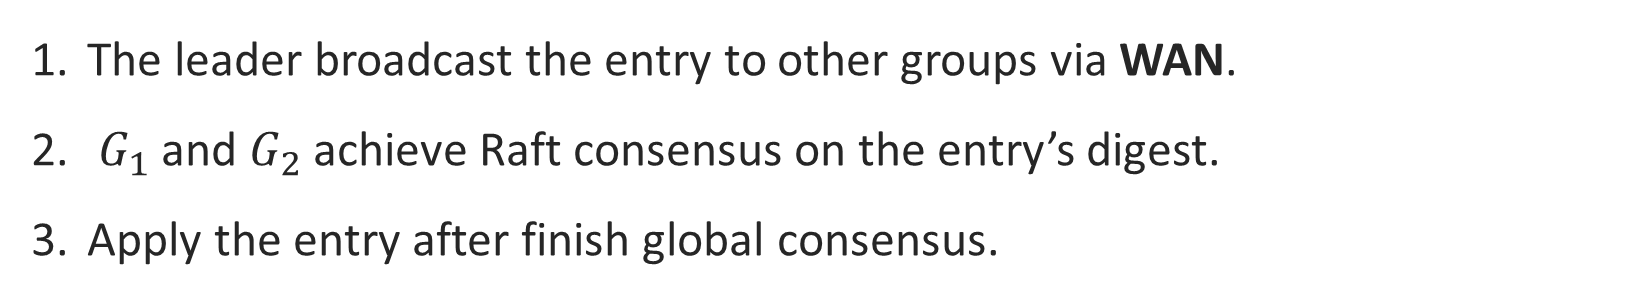 1. The leader broadcast the entry to other groups via WAN.
2. G₁ and G₂ achieve Raft consensus on the entry’s digest.
3. Apply the entry after finish global consensus.